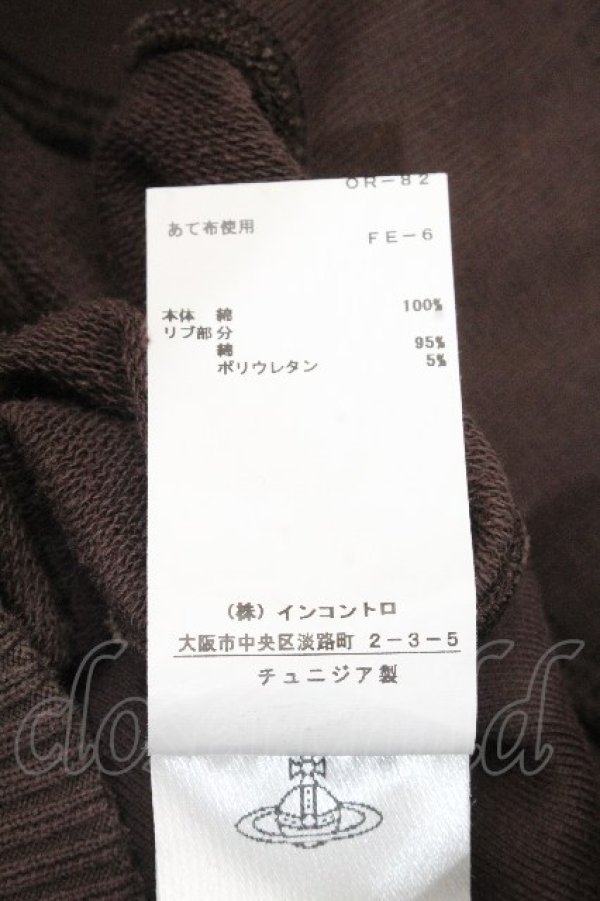 OR-82
あて布使用
FE-6
本体 綿 100%
リブ部分
綿 95%
ポリウレタン 5%
(株)インコントロ
大阪市中央区淡路町 2-3-5
チュニジア製